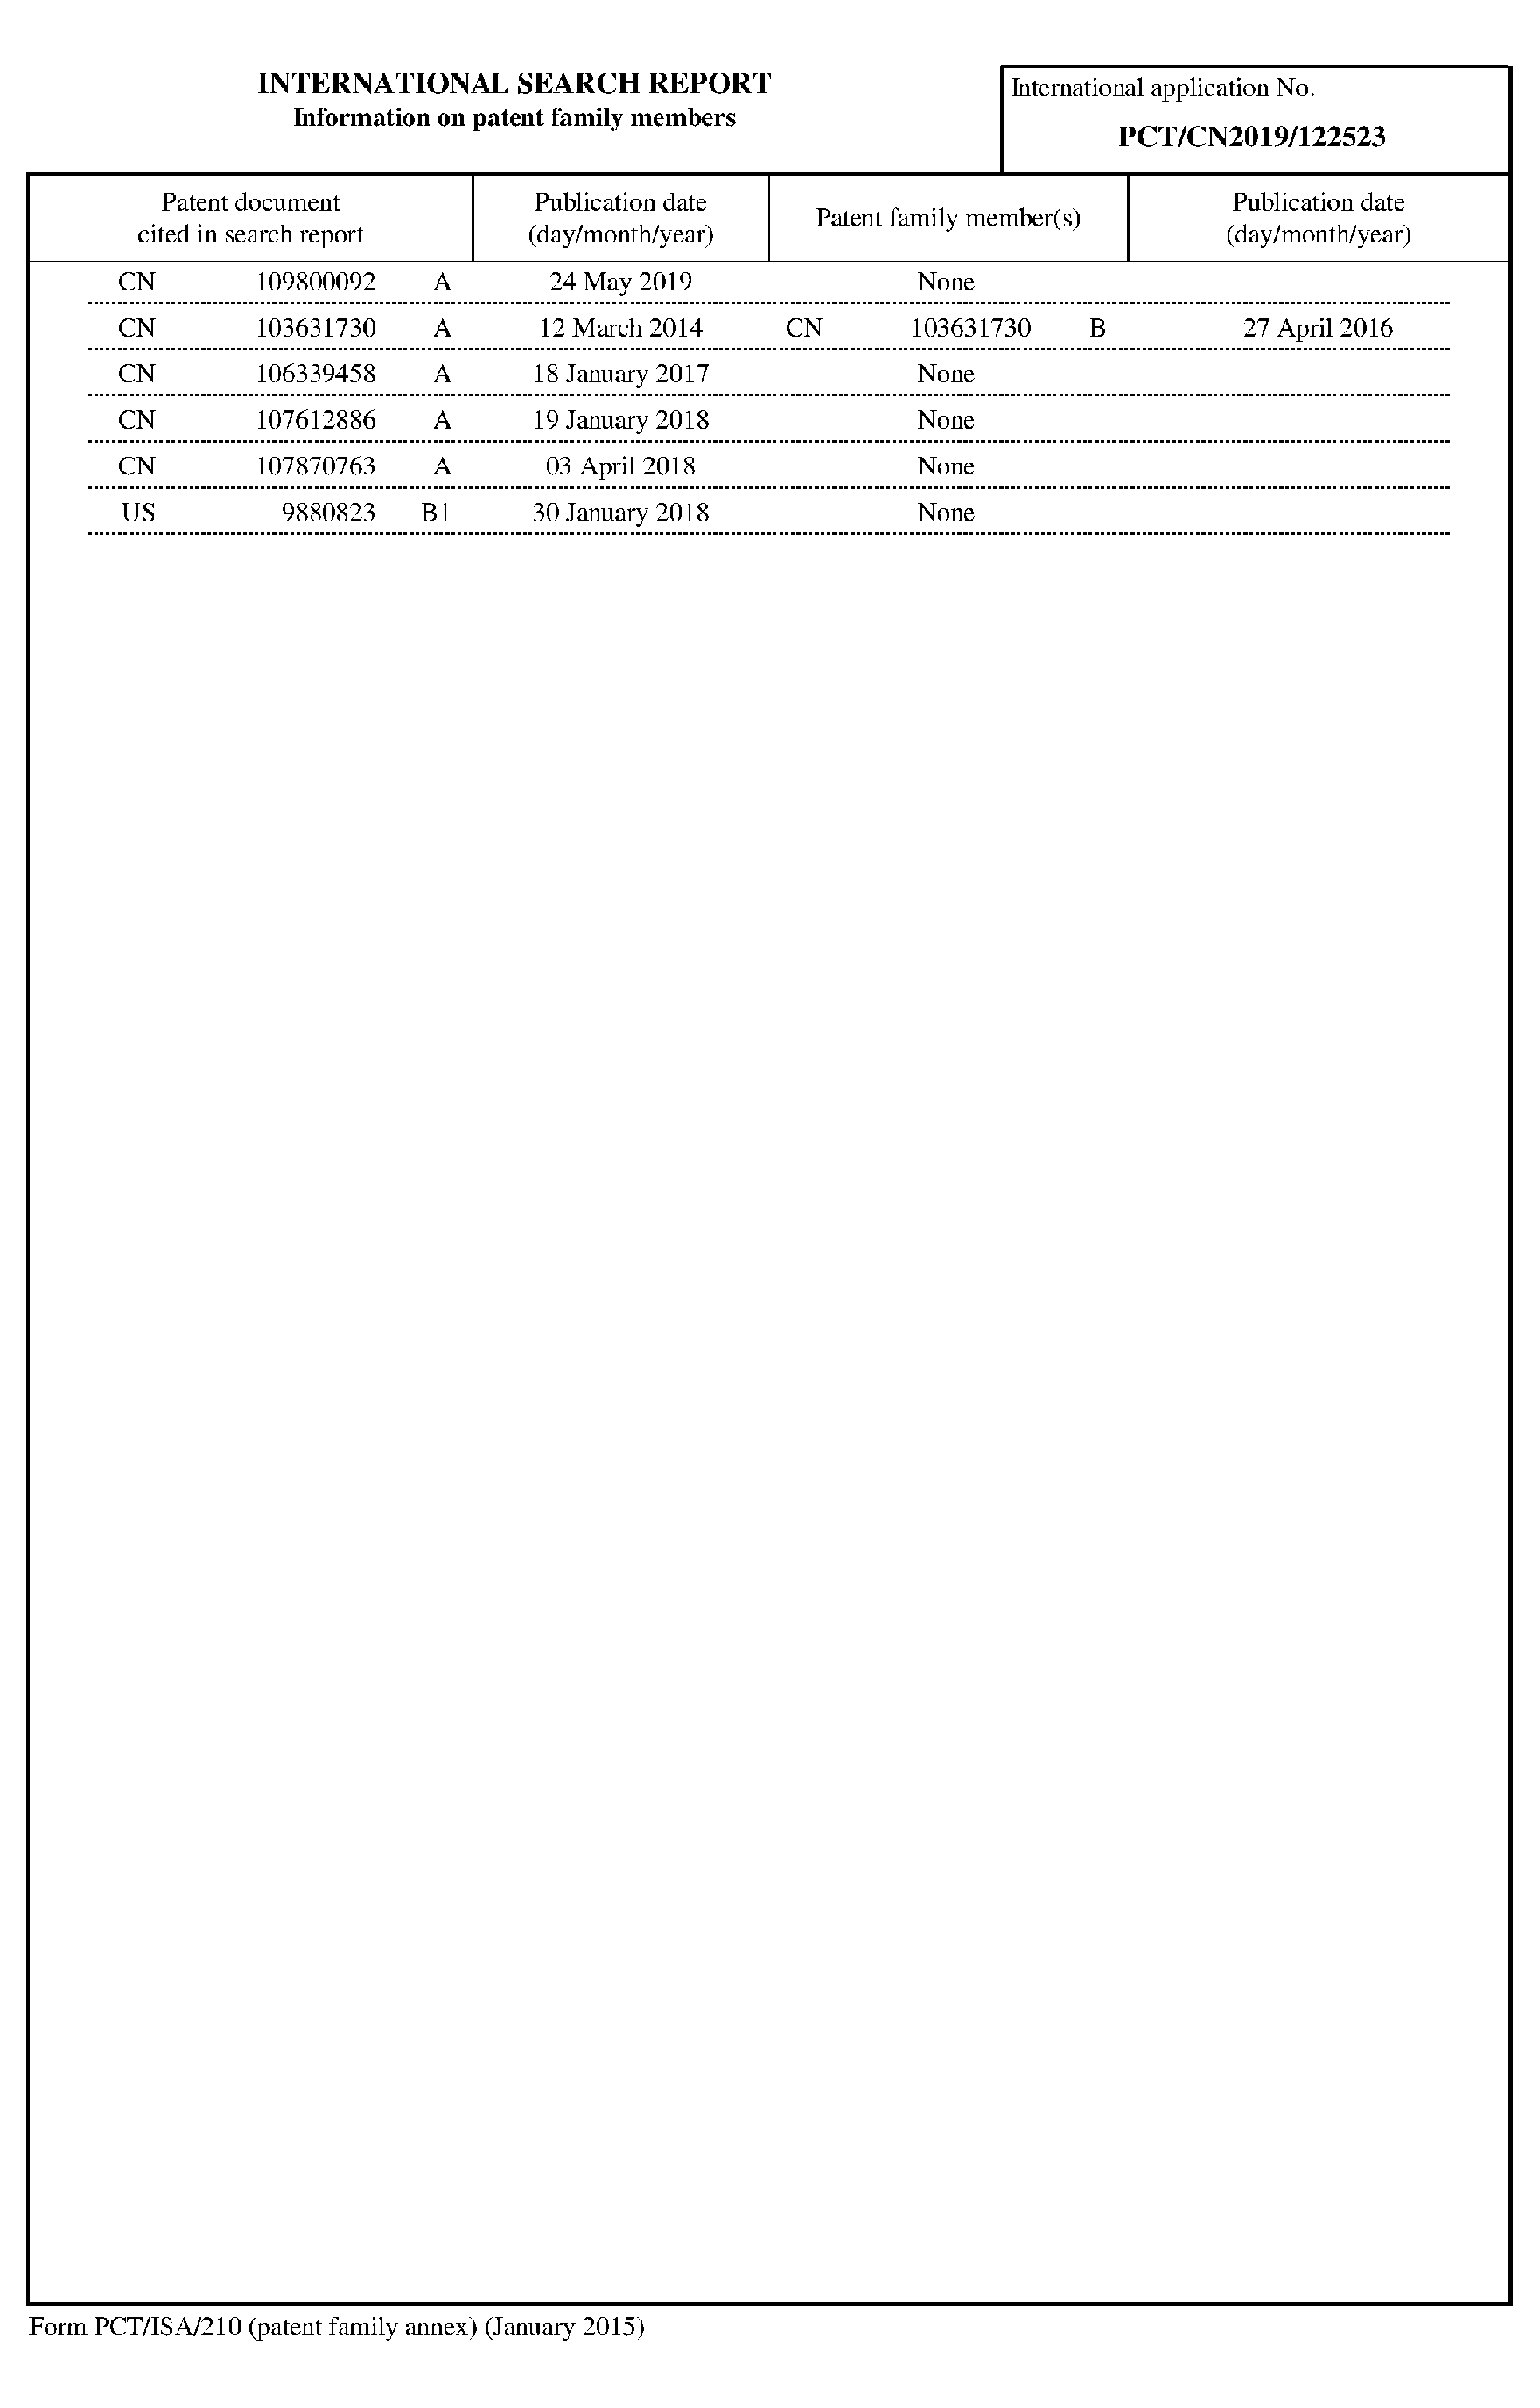 INTERNATIONAL SEARCH REPORT
Information on patent family members
International application No.
PCT/CN2019/122523
Patent document
cited in search report
Publication date
(day/month/year)
Patent family member(s)
Publication date
(day/month/year)
CN 109800092 A 24 May 2019 None
CN 103631730 A 12 March 2014 CN 103631730 B 27 April 2016
CN 106339458 A 18 January 2017 None
CN 107612886 A 19 January 2018 None
CN 107870763 A 03 April 2018 None
US 9880823 B1 30 January 2018 None
Form PCT/ISA/210 (patent family annex) (January 2015)